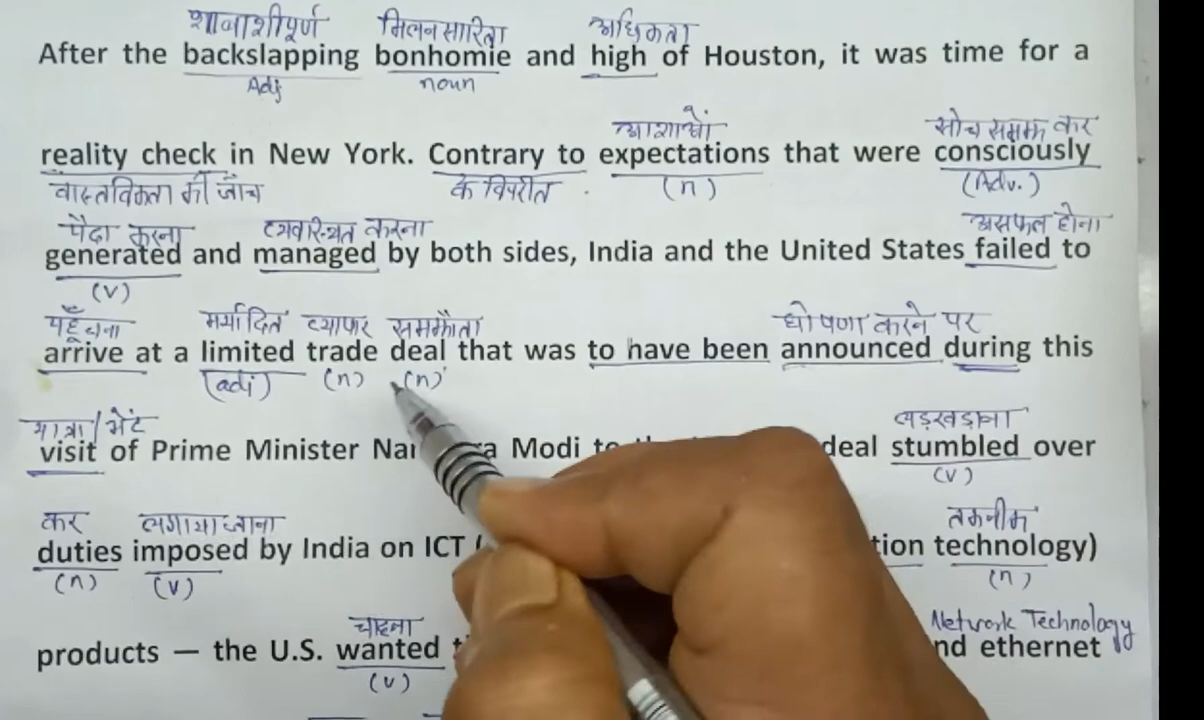 शाबाशीपूर्ण मिलनसारिता अधिकता
After the backslapping bonhomie and high of Houston, it was time for a
Adj noun
आशाओं सोच समझ कर
reality check in New York. Contrary to expectations that were consciously
वास्तविकता की जाँच के विपरीत (n) (Adv.)
पैदा करना व्यवस्थित करना असफल होना
generated and managed by both sides, India and the United States failed to
(v)
पहुँचना मर्यादित व्यापार समझौता घोषणा करने पर
arrive at a limited trade deal that was to have been announced during this
(adj) (n) (n)
यात्रा/भेंट लड़खड़ाना
visit of Prime Minister Modi deal stumbled over
(v)
कर लगाया जाना तकनीक
duties imposed by India on ICT technology)
(n) (v) (n)
चाहना Network Technology
products — the U.S. wanted ethernet
(v)